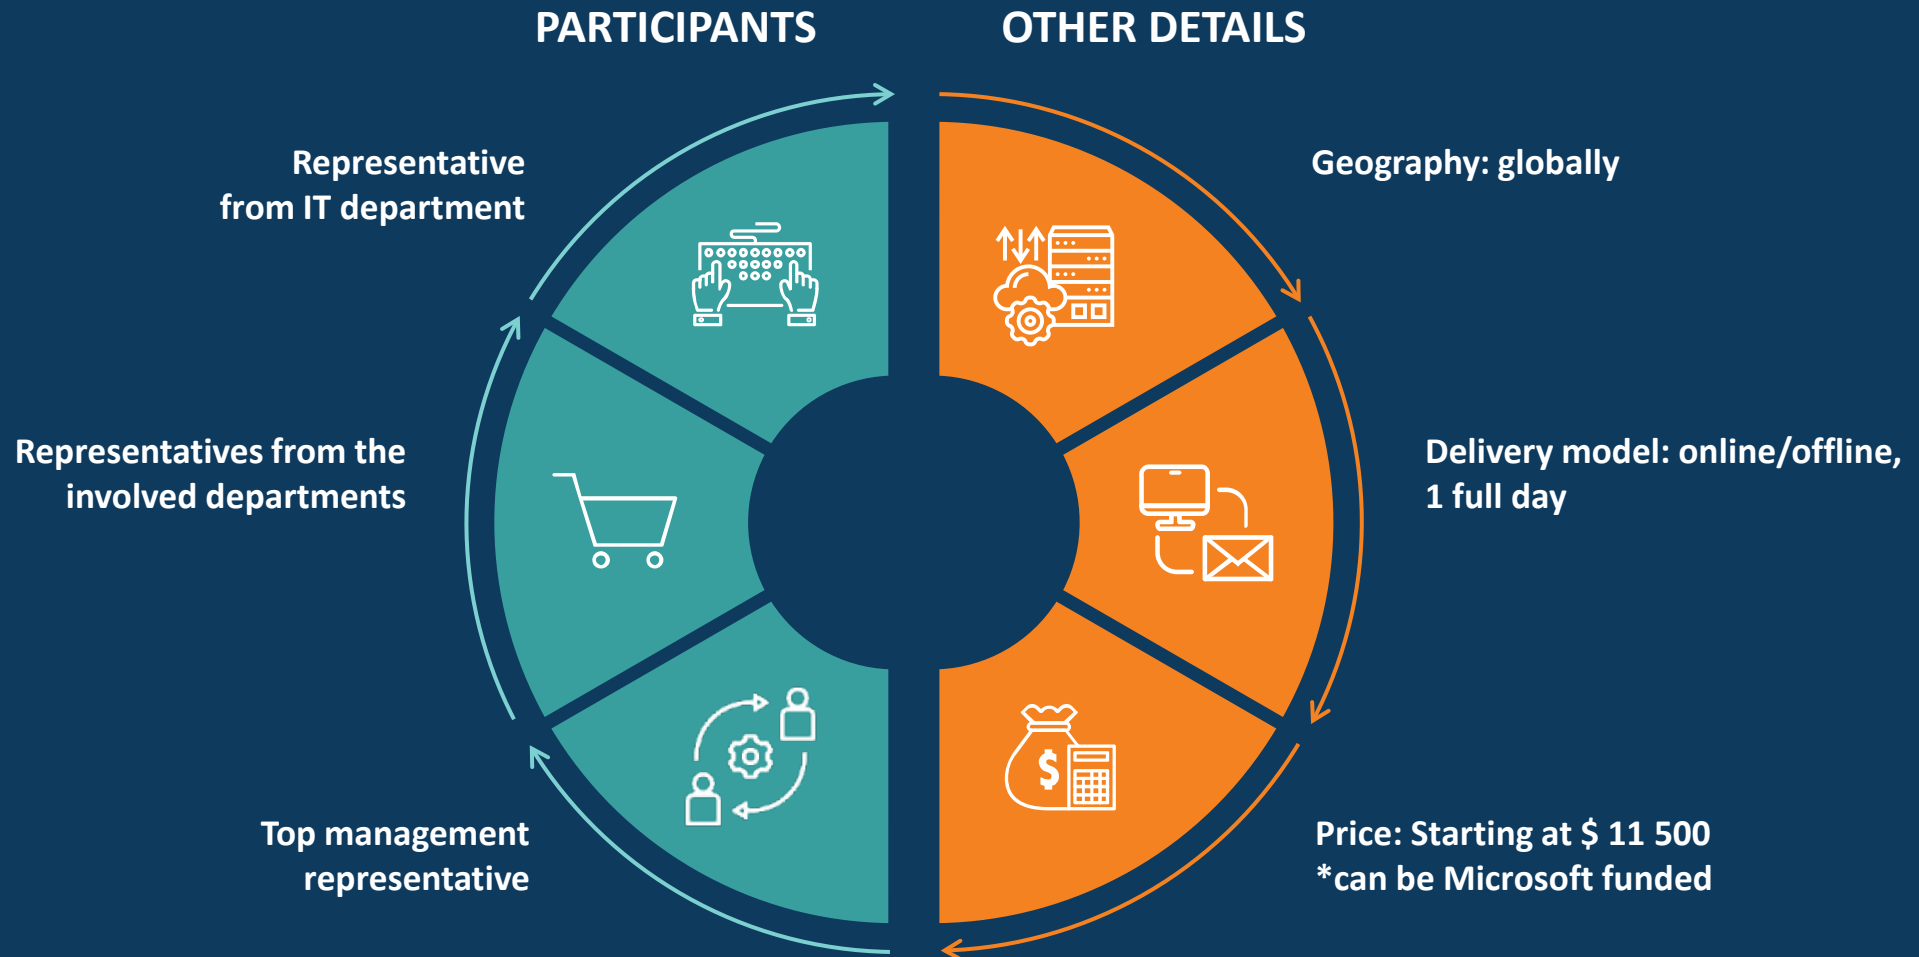 PARTICIPANTS
Representative
from IT department
Representatives from the
involved departments
Top management
representative
OTHER DETAILS
Geography: globally
Delivery model: online/offline,
1 full day
Price: Starting at $ 11 500
*can be Microsoft funded
$